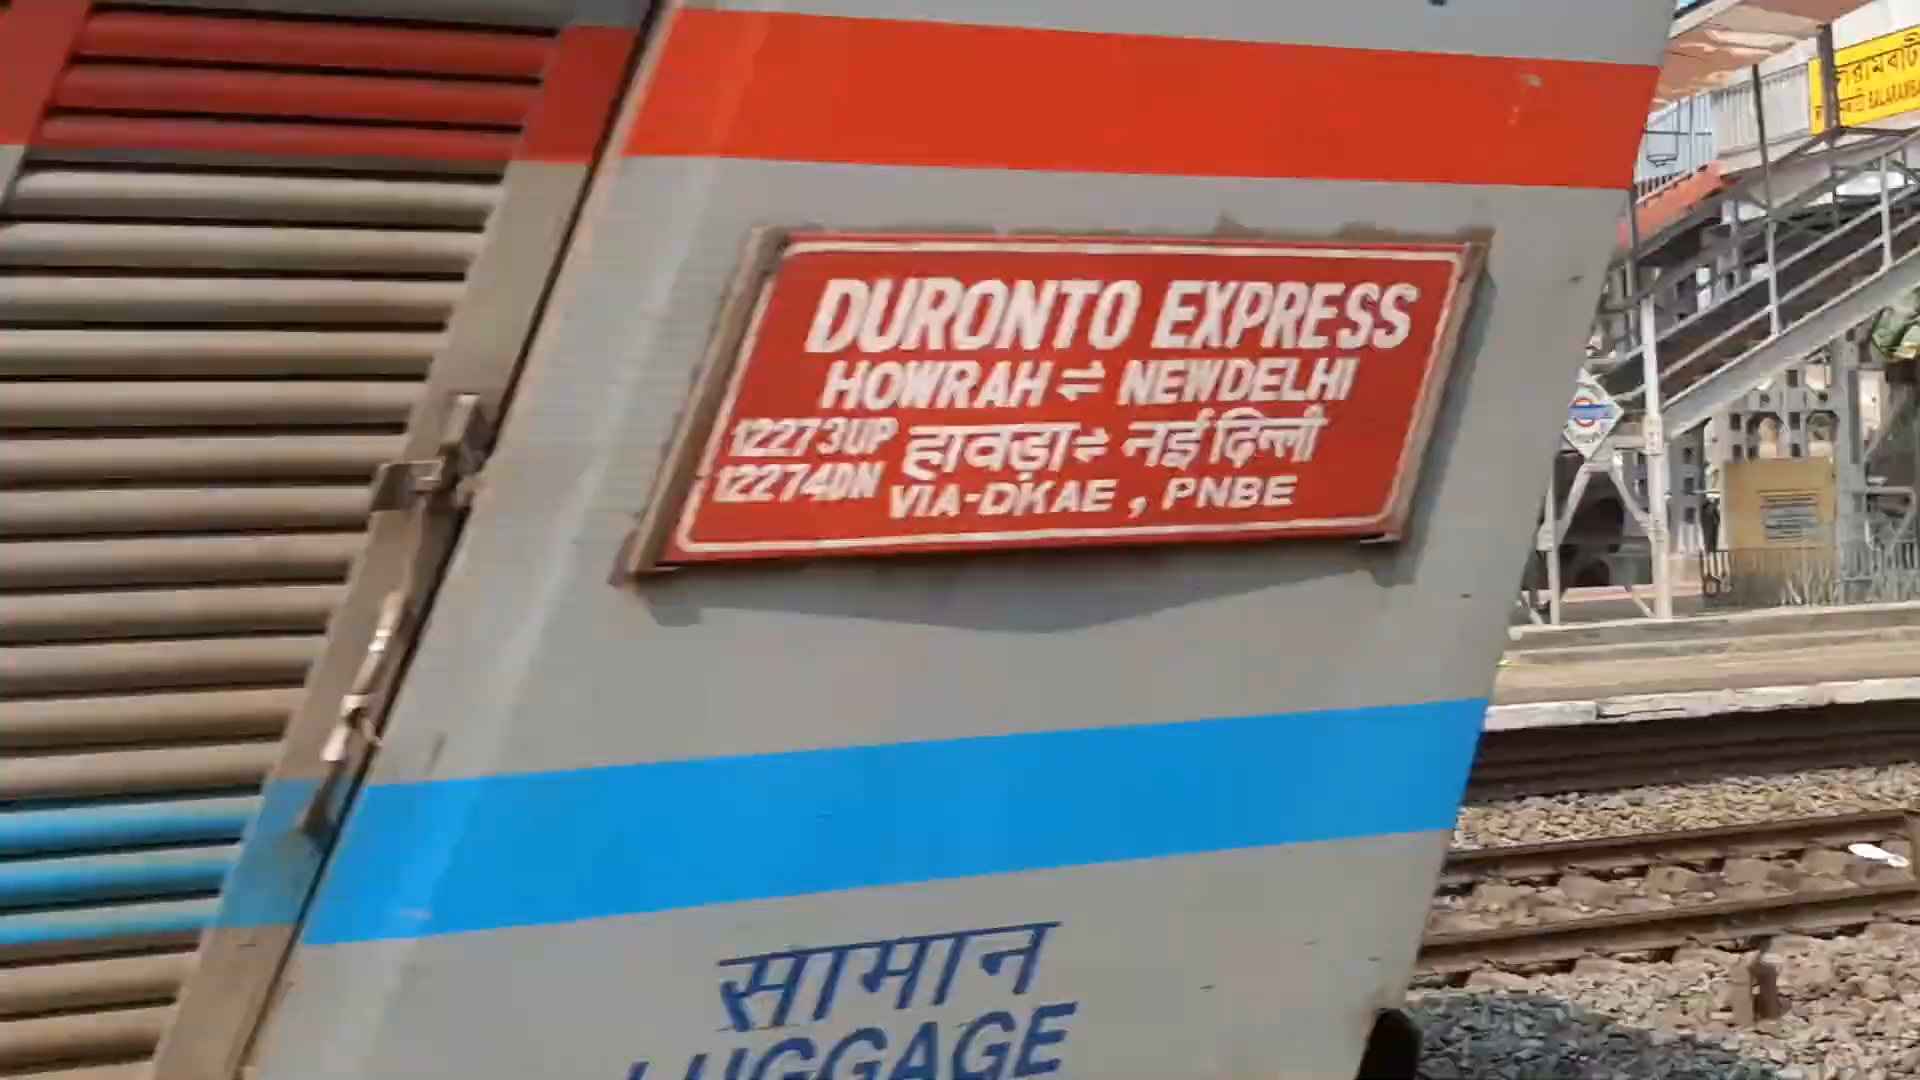 DURONTO EXPRESS
HOWRAH ⇌ NEWDELHI
12273UP हावड़ा ⇌ नई दिल्ली
12274DN VIA-DKAE , PNBE
सामान
LUGGAGE